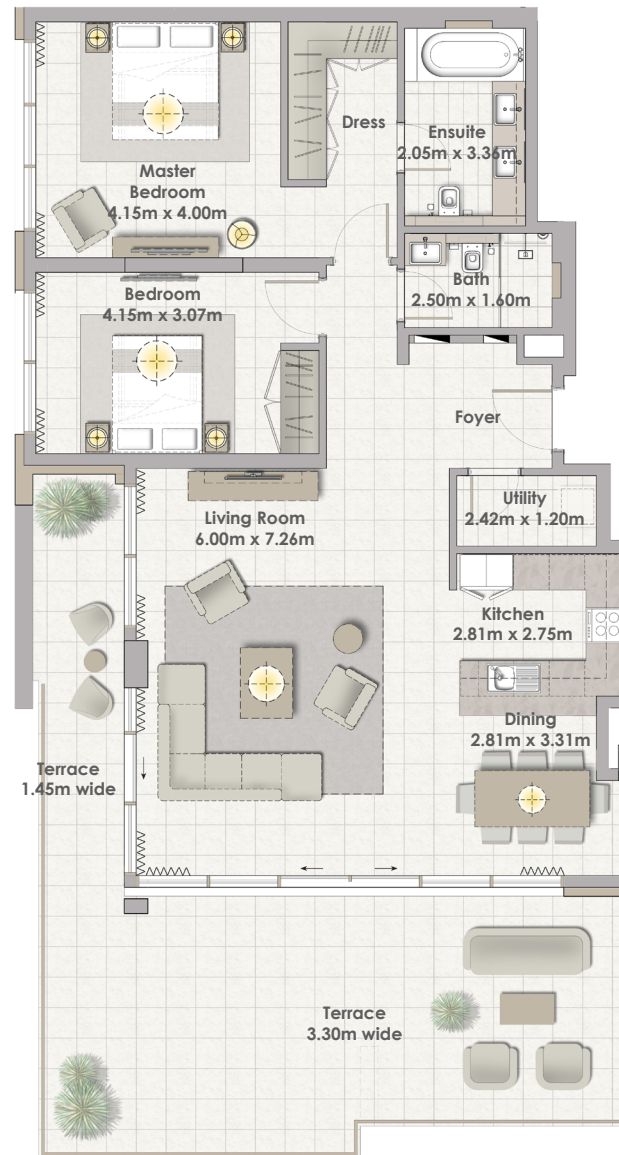 Dress
Ensuite
2.05m x 3.36m
Master
Bedroom
4.15m x 4.00m
Bath
2.50m x 1.60m
Bedroom
4.15m x 3.07m
Foyer
Utility
2.42m x 1.20m
Living Room
6.00m x 7.26m
Kitchen
2.81m x 2.75m
Dining
2.81m x 3.31m
Terrace
1.45m wide
Terrace
3.30m wide